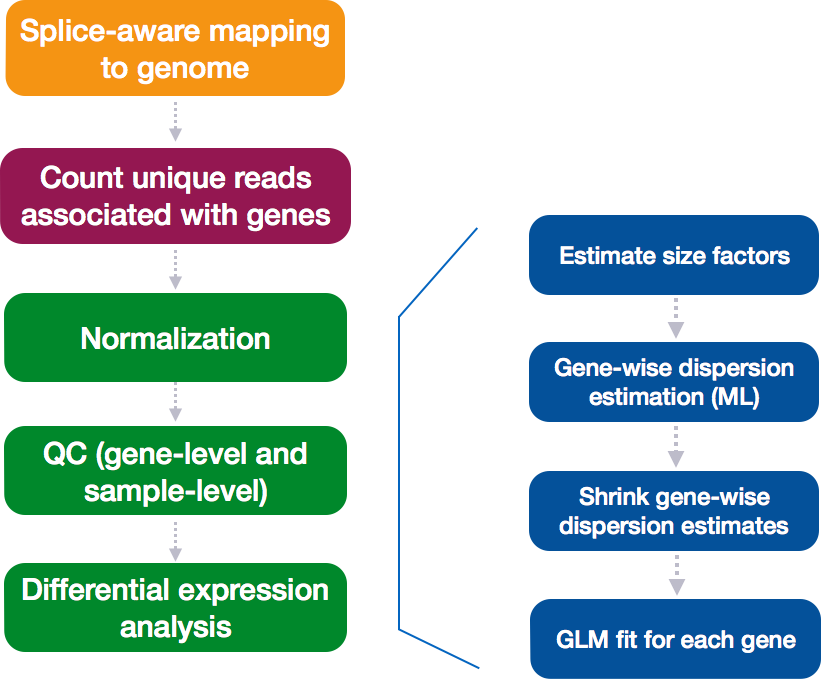 Splice-aware mapping
to genome
Count unique reads
associated with genes
Normalization
QC (gene-level and
sample-level)
Differential expression
analysis
Estimate size factors
Gene-wise dispersion
estimation (ML)
Shrink gene-wise
dispersion estimates
GLM fit for each gene